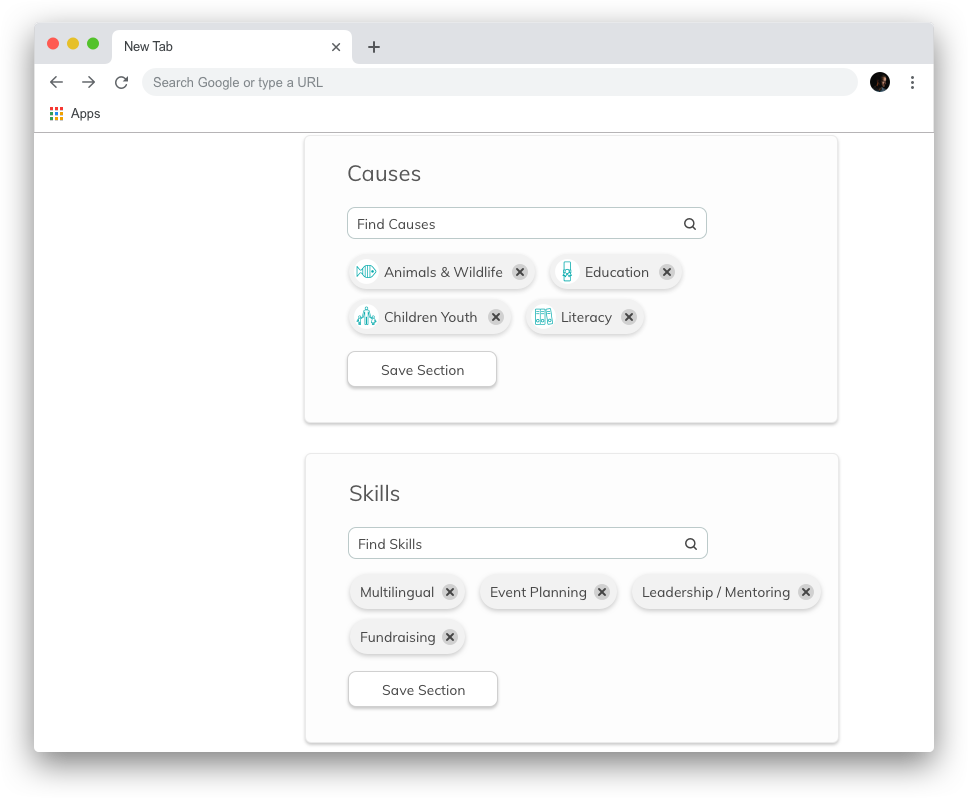 New Tab
Search Google or type a URL
Apps
Causes
Find Causes
Animals & Wildlife Education
Children Youth Literacy
Save Section
Skills
Find Skills
Multilingual Event Planning Leadership / Mentoring
Fundraising
Save Section